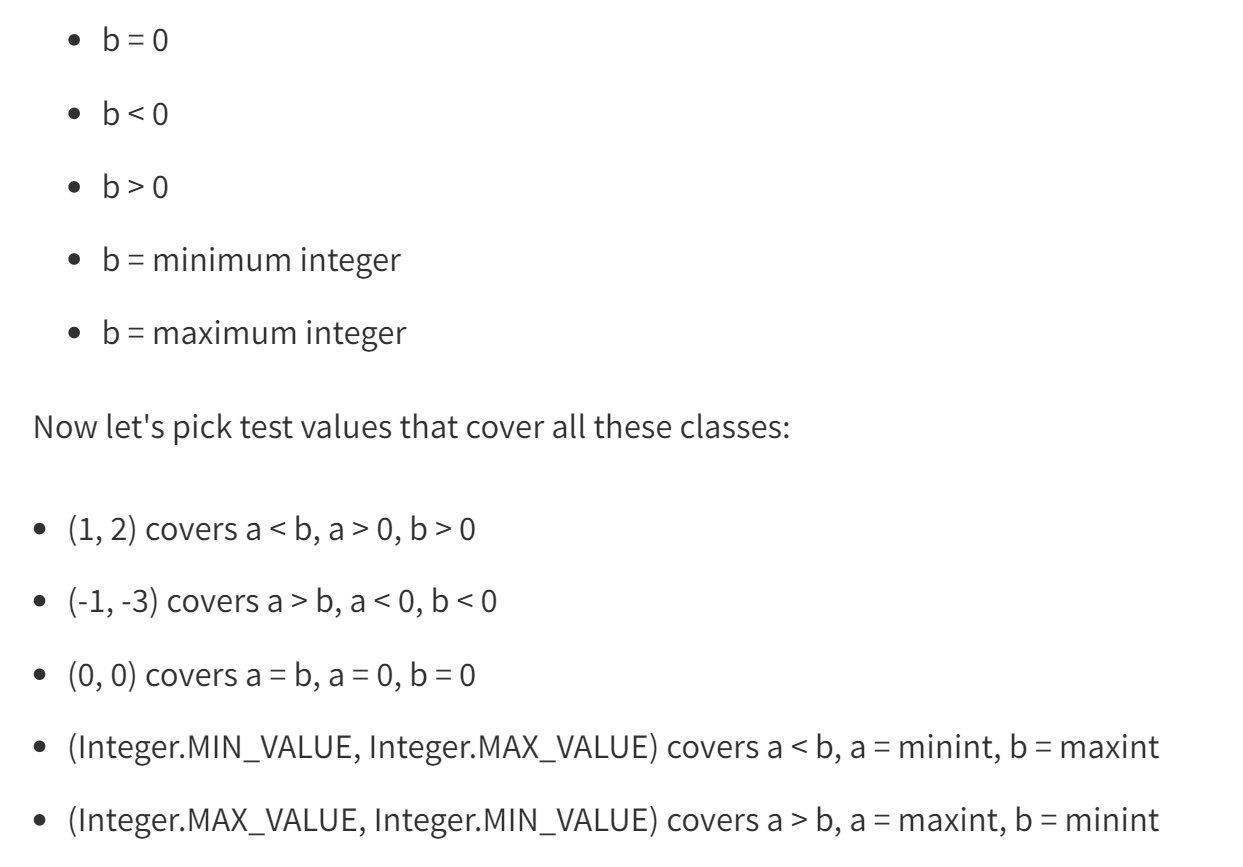 • b = 0
• b < 0
• b > 0
• b = minimum integer
• b = maximum integer
Now let's pick test values that cover all these classes:
• (1, 2) covers a < b, a > 0, b > 0
• (-1, -3) covers a > b, a < 0, b < 0
• (0, 0) covers a = b, a = 0, b = 0
• (Integer.MIN_VALUE, Integer.MAX_VALUE) covers a < b, a = minint, b = maxint
• (Integer.MAX_VALUE, Integer.MIN_VALUE) covers a > b, a = maxint, b = minint